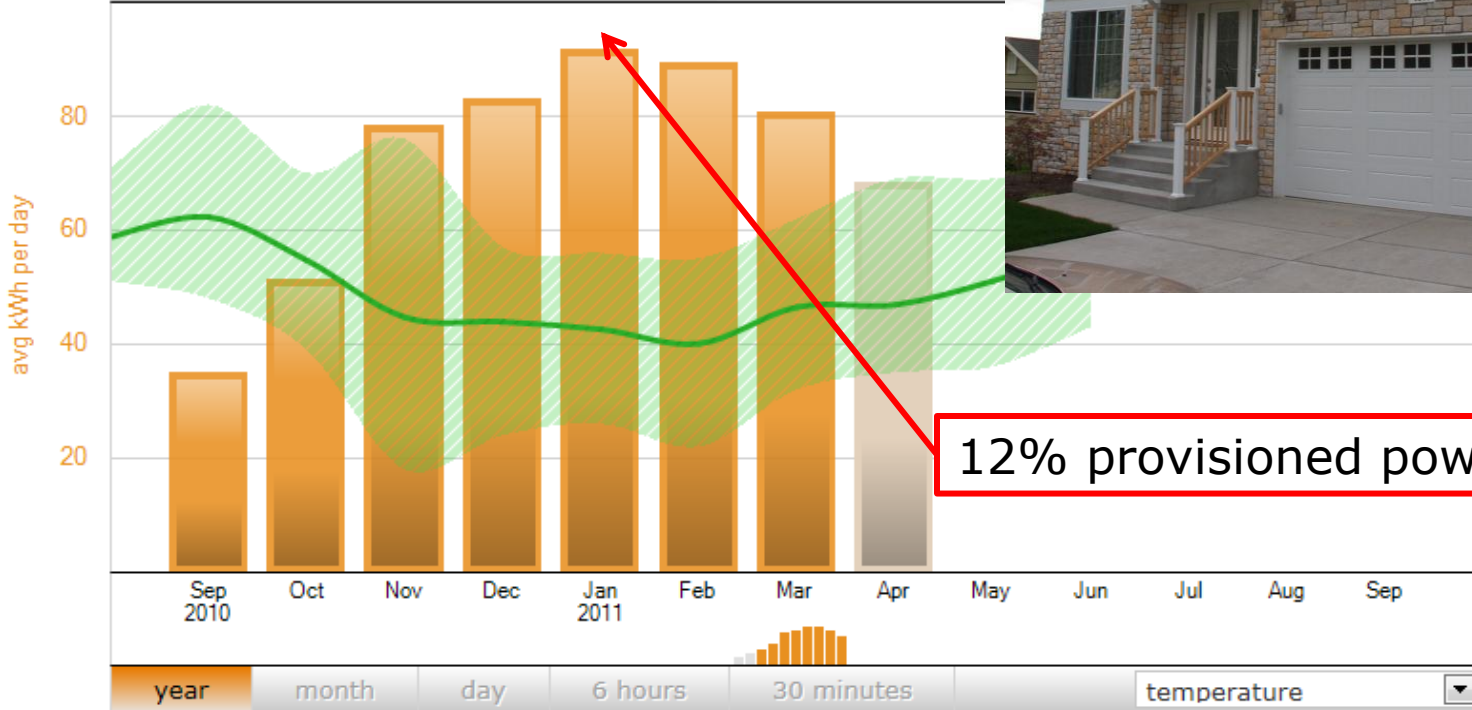 80
60
40
20
avg kWh per day
12% provisioned pow
Sep Oct Nov Dec Jan Feb Mar Apr May Jun Jul Aug Sep
2010 2011
year month day 6 hours 30 minutes temperature